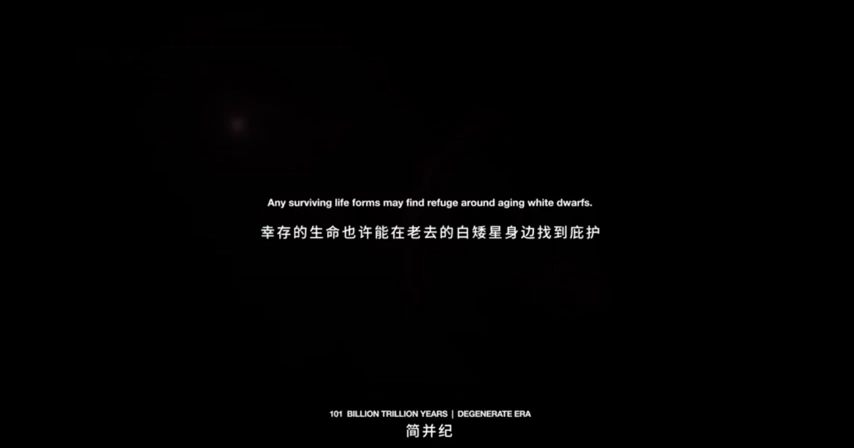 Any surviving life forms may find refuge around aging white dwarfs.
幸存的生命也许能在老去的白矮星身边找到庇护
101 BILLION TRILLION YEARS | DEGENERATE ERA
简并纪